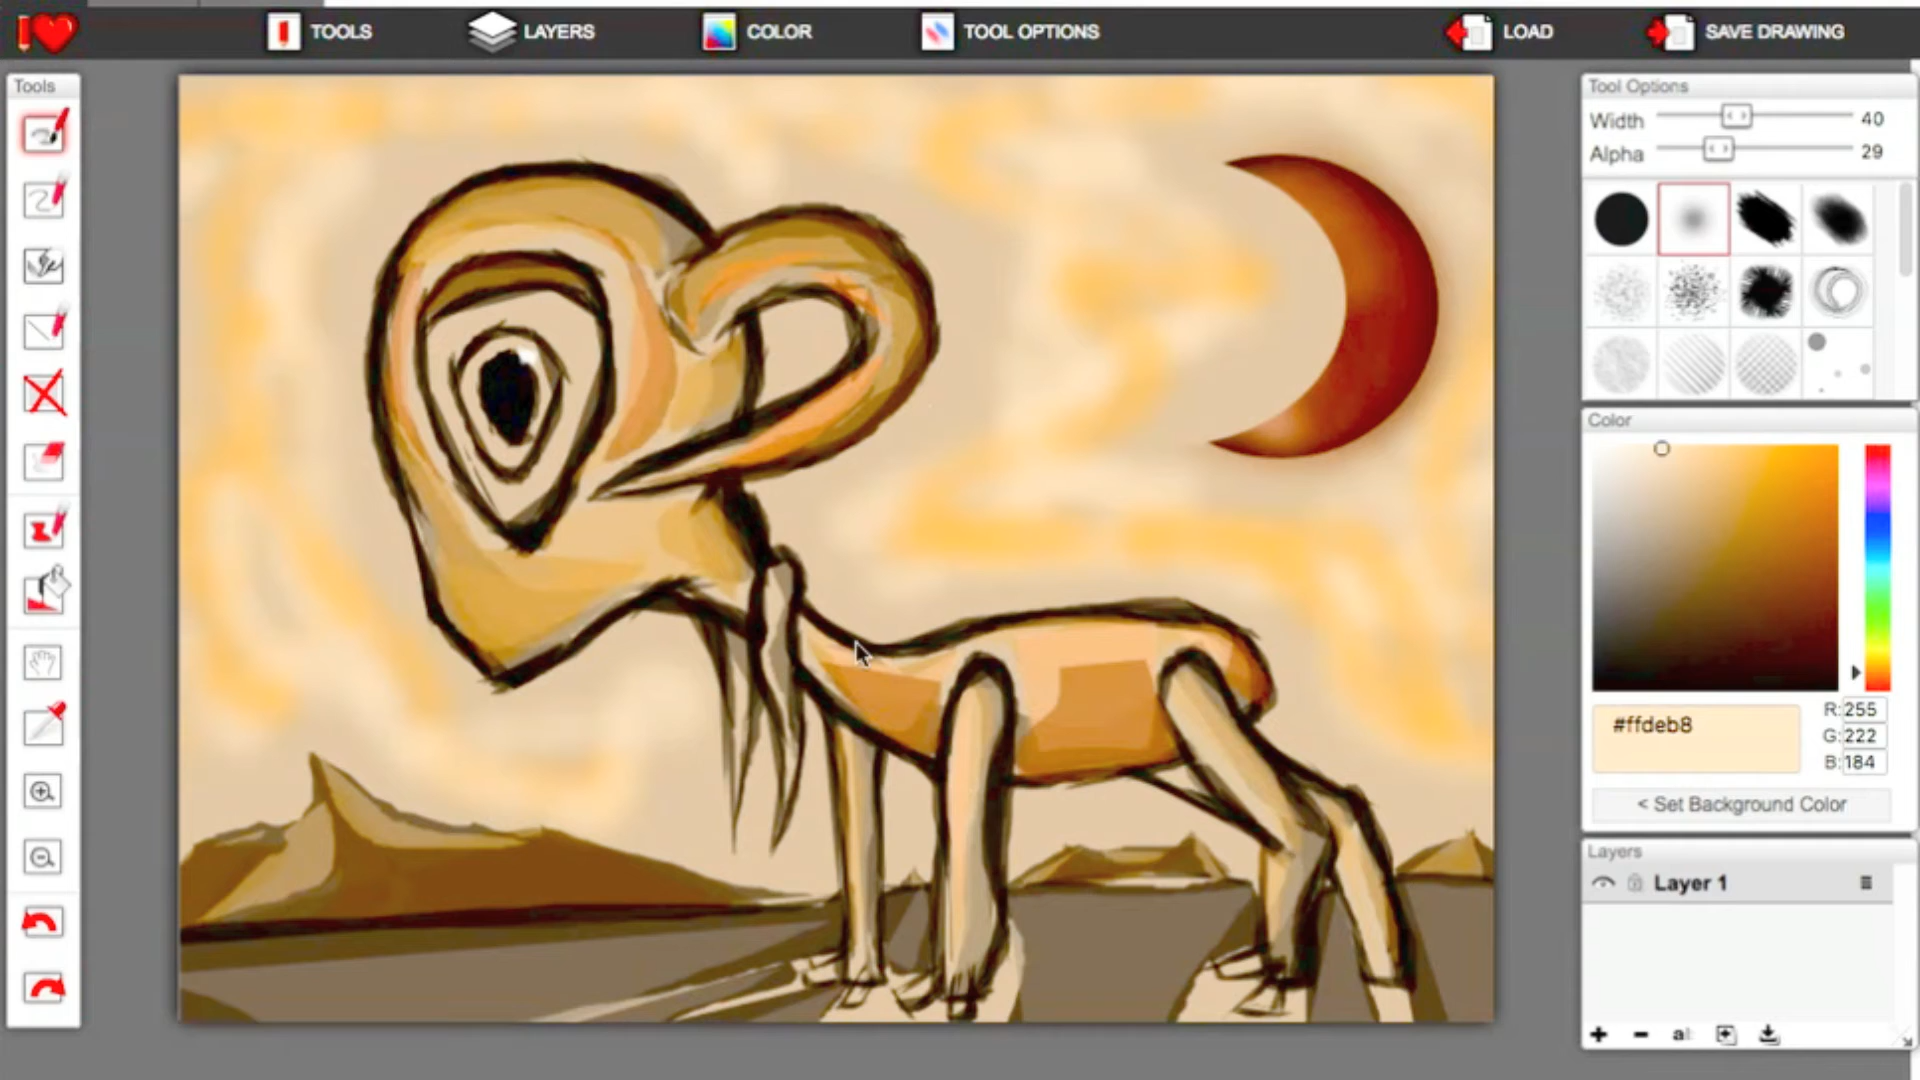 TOOLS
LAYERS
COLOR
TOOL OPTIONS
LOAD
SAVE DRAWING
Tools
Tool Options
Width 40
Alpha 29
Color
#ffdeb8
R: 255
G: 222
B: 184
< Set Background Color
Layers
Layer 1